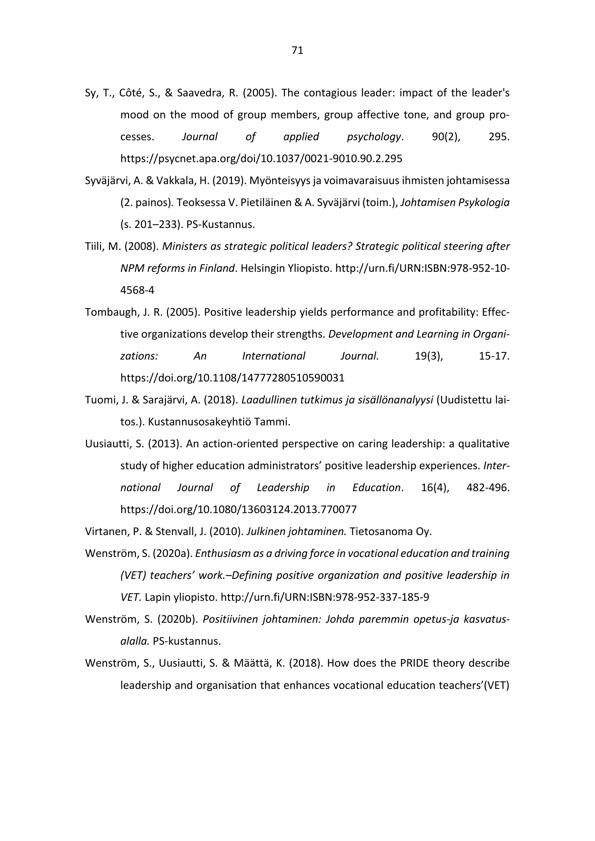 71
Sy, T., Côté, S., & Saavedra, R. (2005). The contagious leader: impact of the leader's
mood on the mood of group members, group affective tone, and group pro-
cesses. Journal of applied psychology. 90(2), 295.
https://psycnet.apa.org/doi/10.1037/0021-9010.90.2.295
Syväjärvi, A. & Vakkala, H. (2019). Myönteisyys ja voimavaraisuus ihmisten johtamisessa
(2. painos). Teoksessa V. Pietiläinen & A. Syväjärvi (toim.), Johtamisen Psykologia
(s. 201–233). PS-Kustannus.
Tiili, M. (2008). Ministers as strategic political leaders? Strategic political steering after
NPM reforms in Finland. Helsingin Yliopisto. http://urn.fi/URN:ISBN:978-952-10-
4568-4
Tombaugh, J. R. (2005). Positive leadership yields performance and profitability: Effec-
tive organizations develop their strengths. Development and Learning in Organi-
zations: An International Journal. 19(3), 15-17.
https://doi.org/10.1108/14777280510590031
Tuomi, J. & Sarajärvi, A. (2018). Laadullinen tutkimus ja sisällönanalyysi (Uudistettu lai-
tos.). Kustannusosakeyhtiö Tammi.
Uusiautti, S. (2013). An action-oriented perspective on caring leadership: a qualitative
study of higher education administrators’ positive leadership experiences. Inter-
national Journal of Leadership in Education. 16(4), 482-496.
https://doi.org/10.1080/13603124.2013.770077
Virtanen, P. & Stenvall, J. (2010). Julkinen johtaminen. Tietosanoma Oy.
Wenström, S. (2020a). Enthusiasm as a driving force in vocational education and training
(VET) teachers’ work.–Defining positive organization and positive leadership in
VET. Lapin yliopisto. http://urn.fi/URN:ISBN:978-952-337-185-9
Wenström, S. (2020b). Positiivinen johtaminen: Johda paremmin opetus-ja kasvatus-
alalla. PS-kustannus.
Wenström, S., Uusiautti, S. & Määttä, K. (2018). How does the PRIDE theory describe
leadership and organisation that enhances vocational education teachers’(VET)